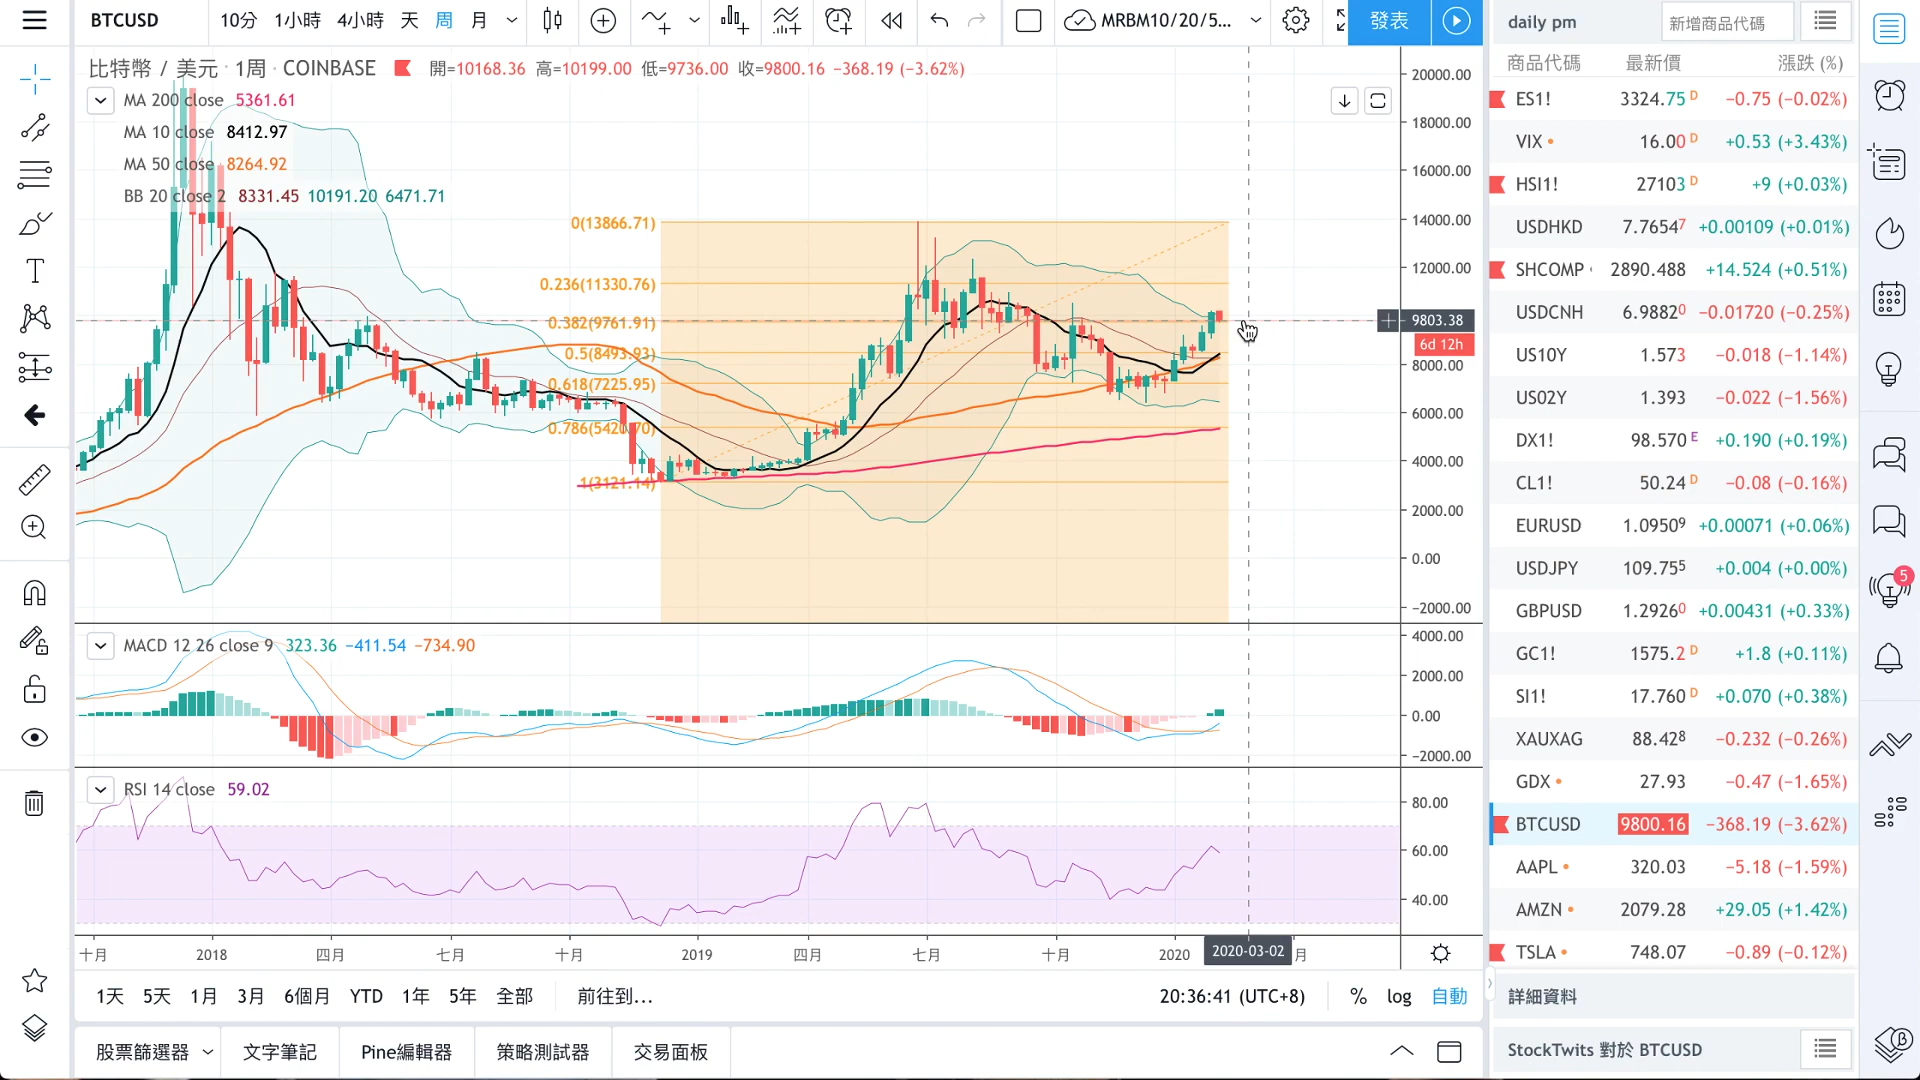 BTCUSD 10分 1小時 4小時 天 周 月 MRBM10/20/5... 發表
比特幣 / 美元 · 1周 · COINBASE 開=10168.36 高=10199.00 低=9736.00 收=9800.16 −368.19 (−3.62%)
MA 200 close 5361.61
MA 10 close 8412.97
MA 50 close 8264.92
BB 20 close 2 8331.45 10191.20 6471.71
0(13866.71)
0.236(11330.76)
0.382(9761.91)
0.5(8493.93)
0.618(7225.95)
0.786(5420.70)
1(3121.14)
20000.00
18000.00
16000.00
14000.00
12000.00
9803.38
6d 12h
8000.00
6000.00
4000.00
2000.00
0.00
−2000.00
MACD 12 26 close 9 323.36 −411.54 −734.90
4000.00
2000.00
0.00
−2000.00
RSI 14 close 59.02
80.00
60.00
40.00
十月 2018 四月 七月 十月 2019 四月 七月 十月 2020 2020-03-02 月
1天 5天 1月 3月 6個月 YTD 1年 5年 全部 前往到... 20:36:41 (UTC+8) % log 自動
股票篩選器 文字筆記 Pine編輯器 策略測試器 交易面板
daily pm 新增商品代碼
商品代碼 最新價 漲跌 (%)
ES1! 3324.75 D −0.75 (−0.02%)
VIX 16.00 D +0.53 (+3.43%)
HSI1! 27103 D +9 (+0.03%)
USDHKD 7.76547 +0.00109 (+0.01%)
SHCOMP 2890.488 +14.524 (+0.51%)
USDCNH 6.98820 −0.01720 (−0.25%)
US10Y 1.573 −0.018 (−1.14%)
US02Y 1.393 −0.022 (−1.56%)
DX1! 98.570 E +0.190 (+0.19%)
CL1! 50.24 D −0.08 (−0.16%)
EURUSD 1.09509 +0.00071 (+0.06%)
USDJPY 109.755 +0.004 (+0.00%)
GBPUSD 1.29260 +0.00431 (+0.33%)
GC1! 1575.2 D +1.8 (+0.11%)
SI1! 17.760 D +0.070 (+0.38%)
XAUXAG 88.428 −0.232 (−0.26%)
GDX 27.93 −0.47 (−1.65%)
BTCUSD 9800.16 −368.19 (−3.62%)
AAPL 320.03 −5.18 (−1.59%)
AMZN 2079.28 +29.05 (+1.42%)
TSLA 748.07 −0.89 (−0.12%)
詳細資料
StockTwits 對於 BTCUSD
5
β